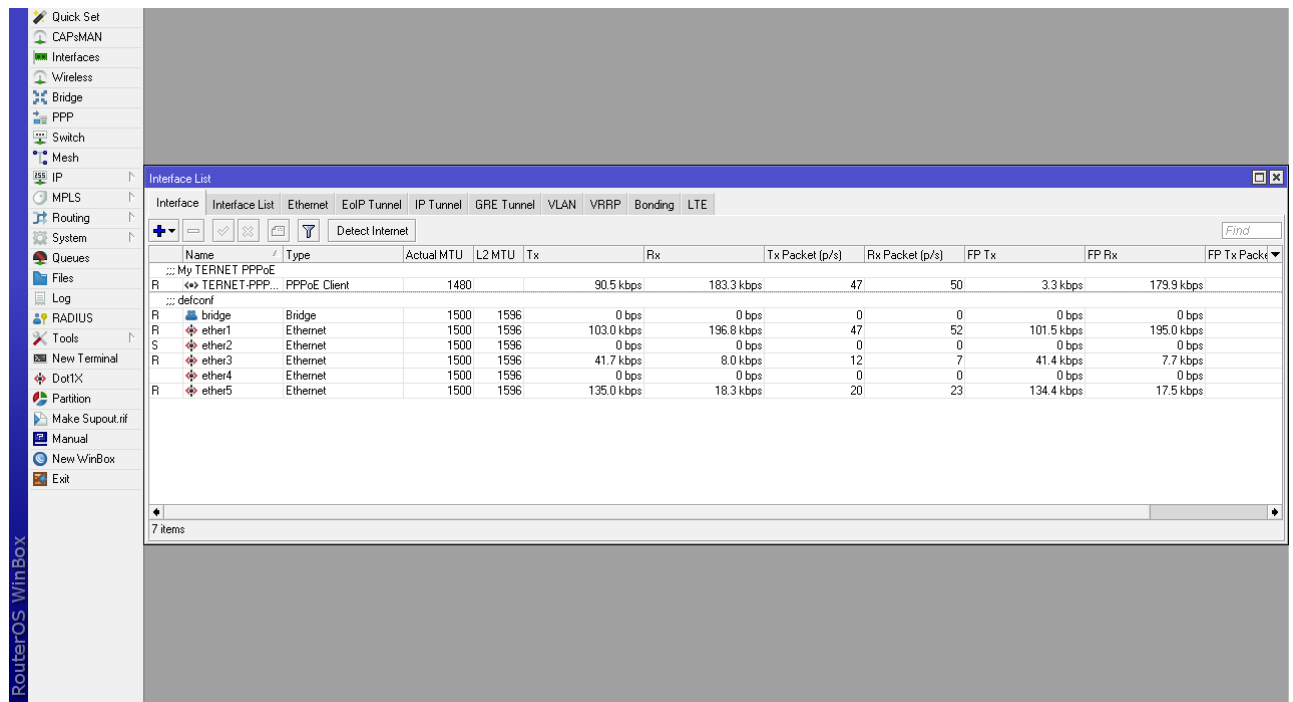 Quick Set
CAPsMAN
Interfaces
Wireless
Bridge
PPP
Switch
Mesh
IP
MPLS
Routing
System
Queues
Files
Log
RADIUS
Tools
New Terminal
Dot1X
Partition
Make Supout.rif
Manual
New WinBox
Exit
RouterOS WinBox
Interface List
Interface Interface List Ethernet EoIP Tunnel IP Tunnel GRE Tunnel VLAN VRRP Bonding LTE
Detect Internet Find
Name Type Actual MTU L2 MTU Tx Rx Tx Packet (p/s) Rx Packet (p/s) FP Tx FP Rx FP Tx Packe
;;; My TERNET PPPoE
R TERNET-PPP... PPPoE Client 1480 90.5 kbps 183.3 kbps 47 50 3.3 kbps 179.9 kbps
;;; defconf
R bridge Bridge 1500 1596 0 bps 0 bps 0 0 0 bps 0 bps
R ether1 Ethernet 1500 1596 103.0 kbps 196.8 kbps 47 52 101.5 kbps 195.0 kbps
S ether2 Ethernet 1500 1596 0 bps 0 bps 0 0 0 bps 0 bps
R ether3 Ethernet 1500 1596 41.7 kbps 8.0 kbps 12 7 41.4 kbps 7.7 kbps
ether4 Ethernet 1500 1596 0 bps 0 bps 0 0 0 bps 0 bps
R ether5 Ethernet 1500 1596 135.0 kbps 18.3 kbps 20 23 134.4 kbps 17.5 kbps
7 items